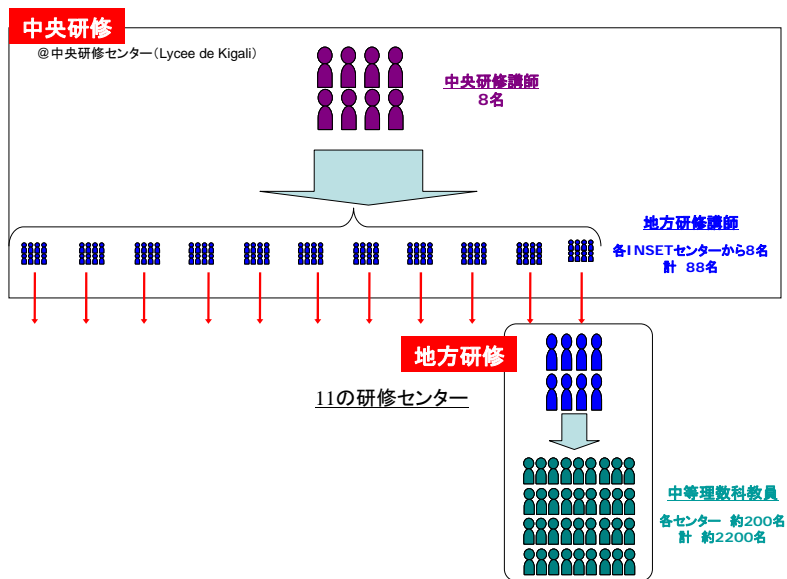 中央研修
@中央研修センター（Lycee de Kigali）
中央研修講師
8名
地方研修講師
各INSETセンターから8名
計　88名
地方研修
11の研修センター
中等理数科教員
各センター　約200名
計　約2200名